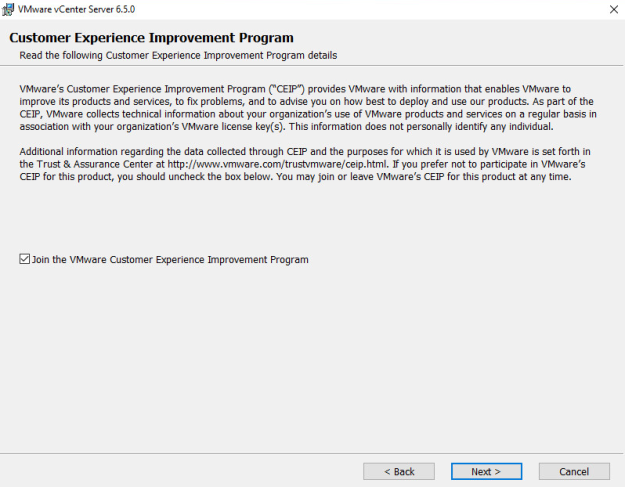 VMware vCenter Server 6.5.0
Customer Experience Improvement Program
Read the following Customer Experience Improvement Program details
VMware's Customer Experience Improvement Program ("CEIP") provides VMware with information that enables VMware to
improve its products and services, to fix problems, and to advise you on how best to deploy and use our products. As part of the
CEIP, VMware collects technical information about your organization's use of VMware products and services on a regular basis in
association with your organization's VMware license key(s). This information does not personally identify any individual.
Additional information regarding the data collected through CEIP and the purposes for which it is used by VMware is set forth in
the Trust & Assurance Center at http://www.vmware.com/trustvmware/ceip.html. If you prefer not to participate in VMware's
CEIP for this product, you should uncheck the box below. You may join or leave VMware's CEIP for this product at any time.
Join the VMware Customer Experience Improvement Program
< Back Next > Cancel